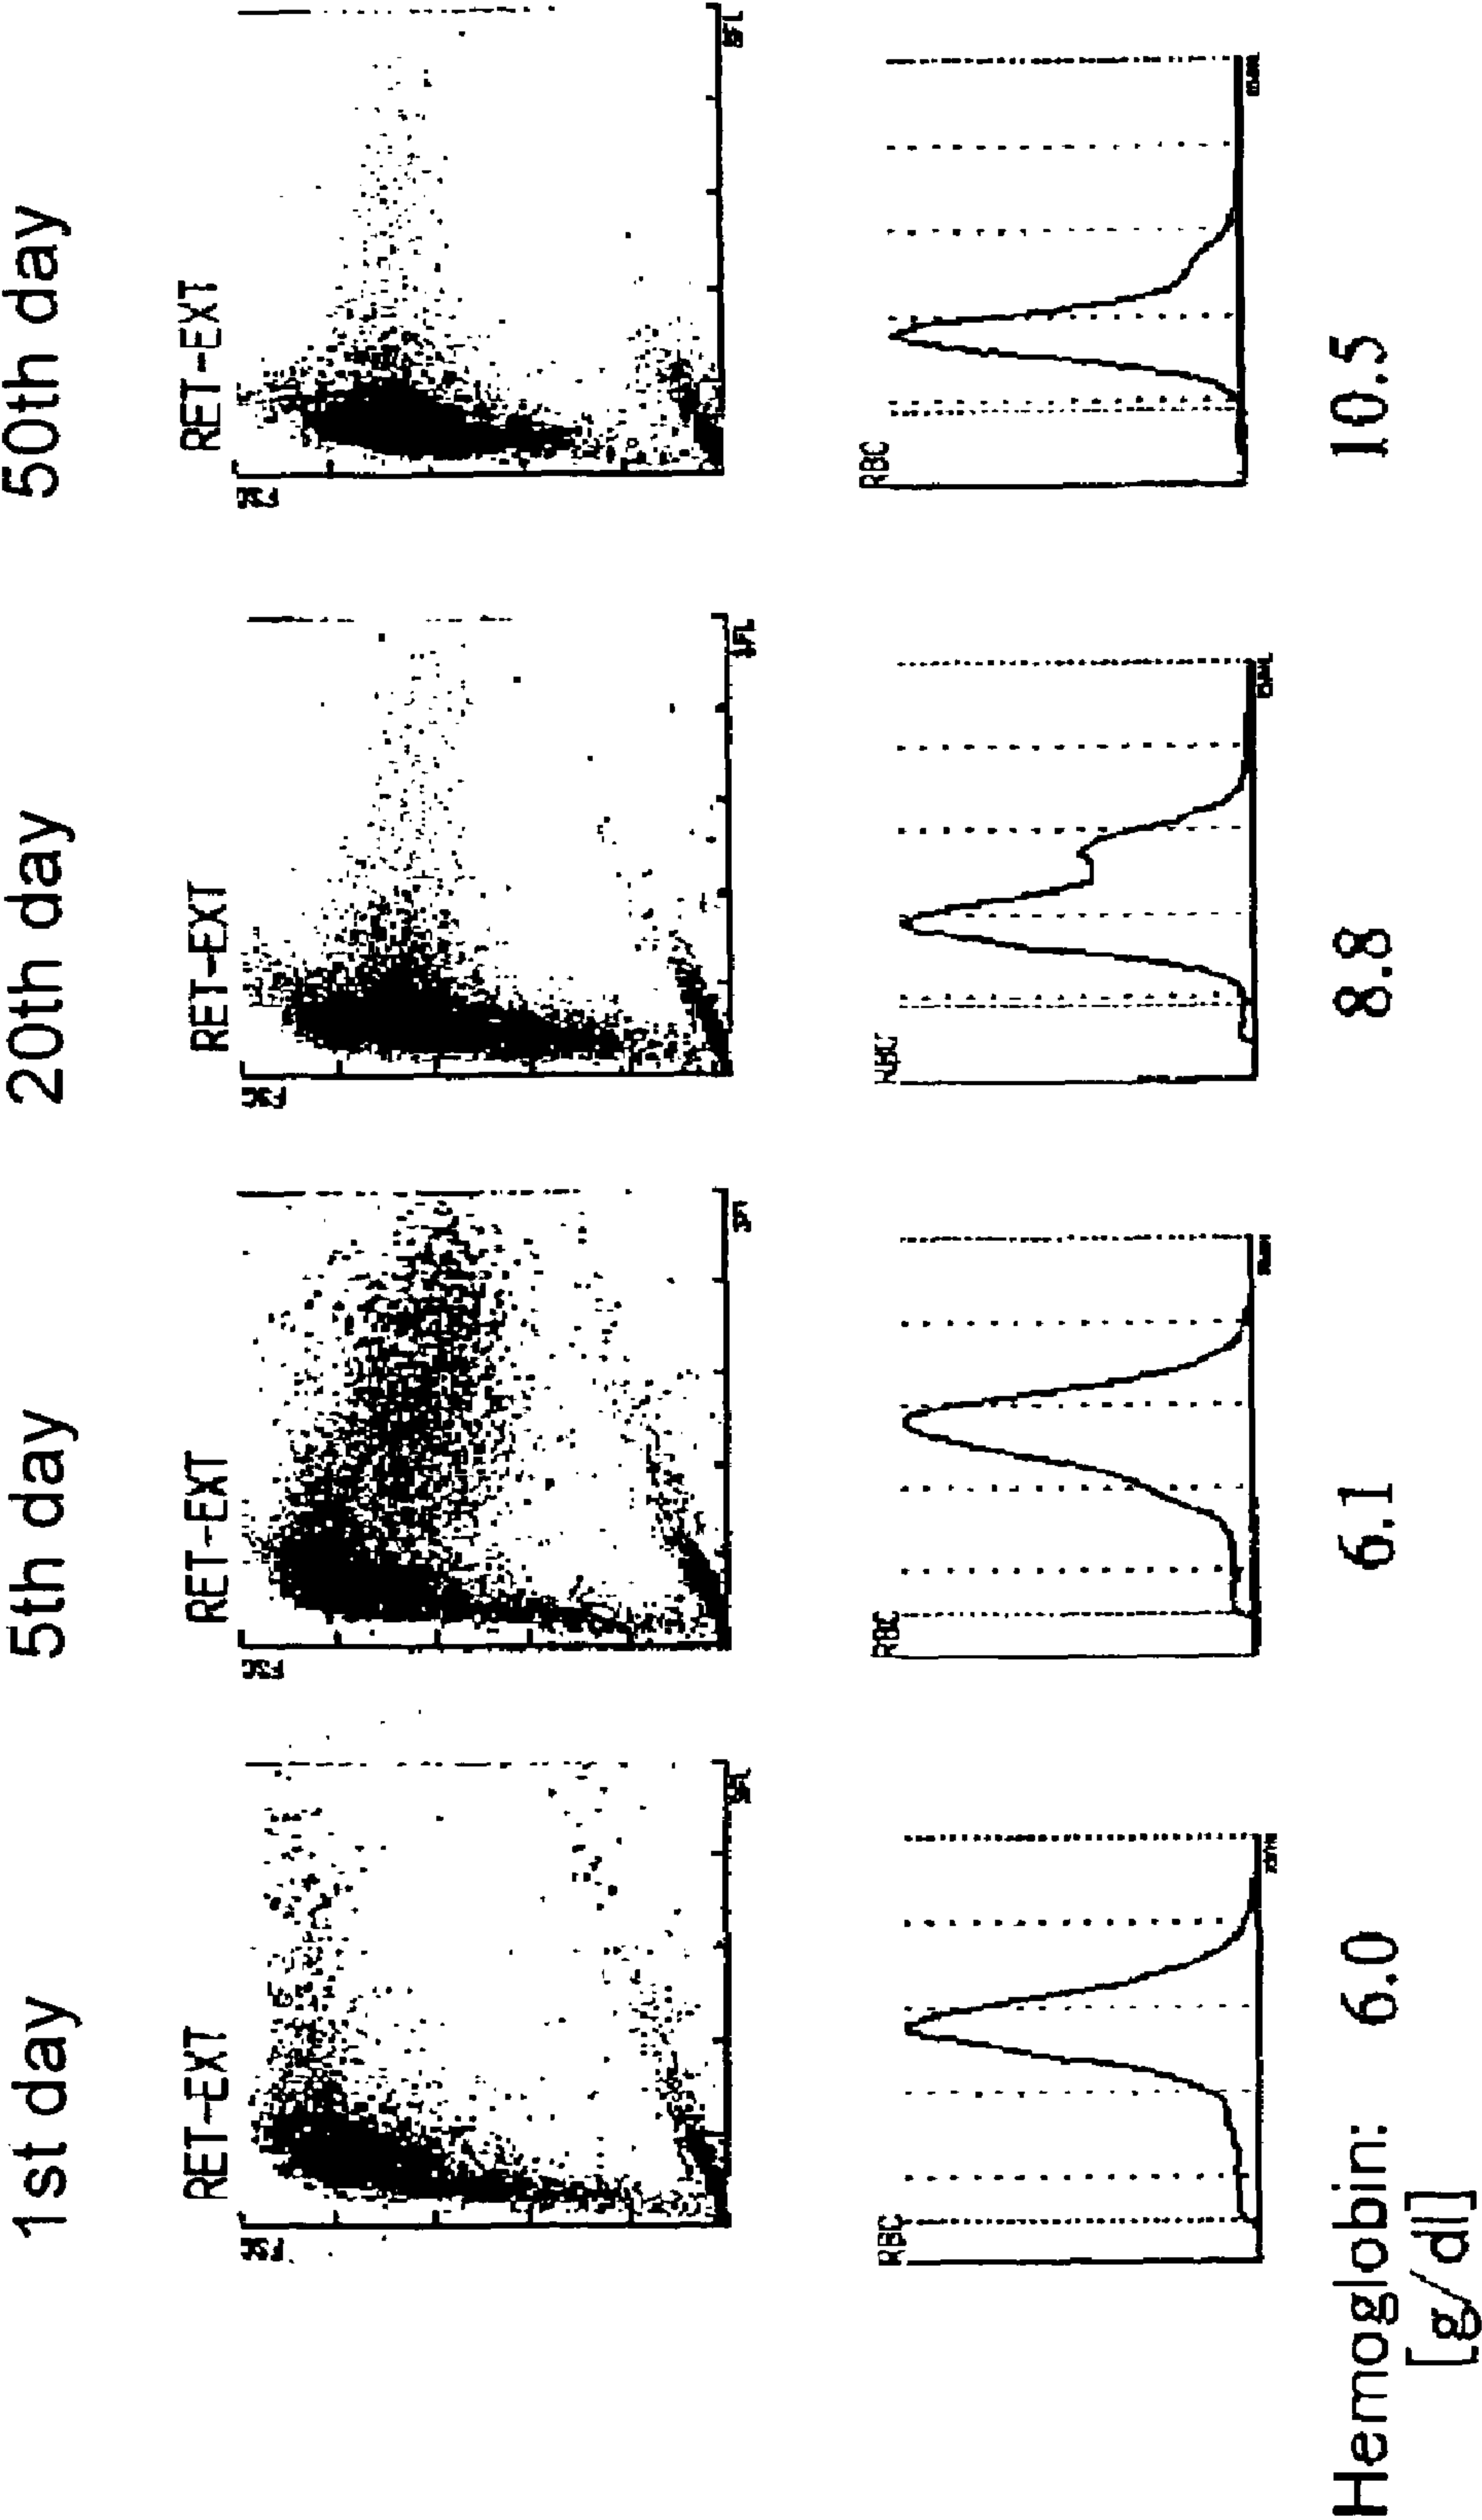 1st day
5th day
20th day
50th day
RET-EXT
RET-EXT
RET-EXT
RET-EXT
RBC
RBC
RBC
RBC
Hemoglobin: 6.0 6.1 8.8 10.5
[g/dl]